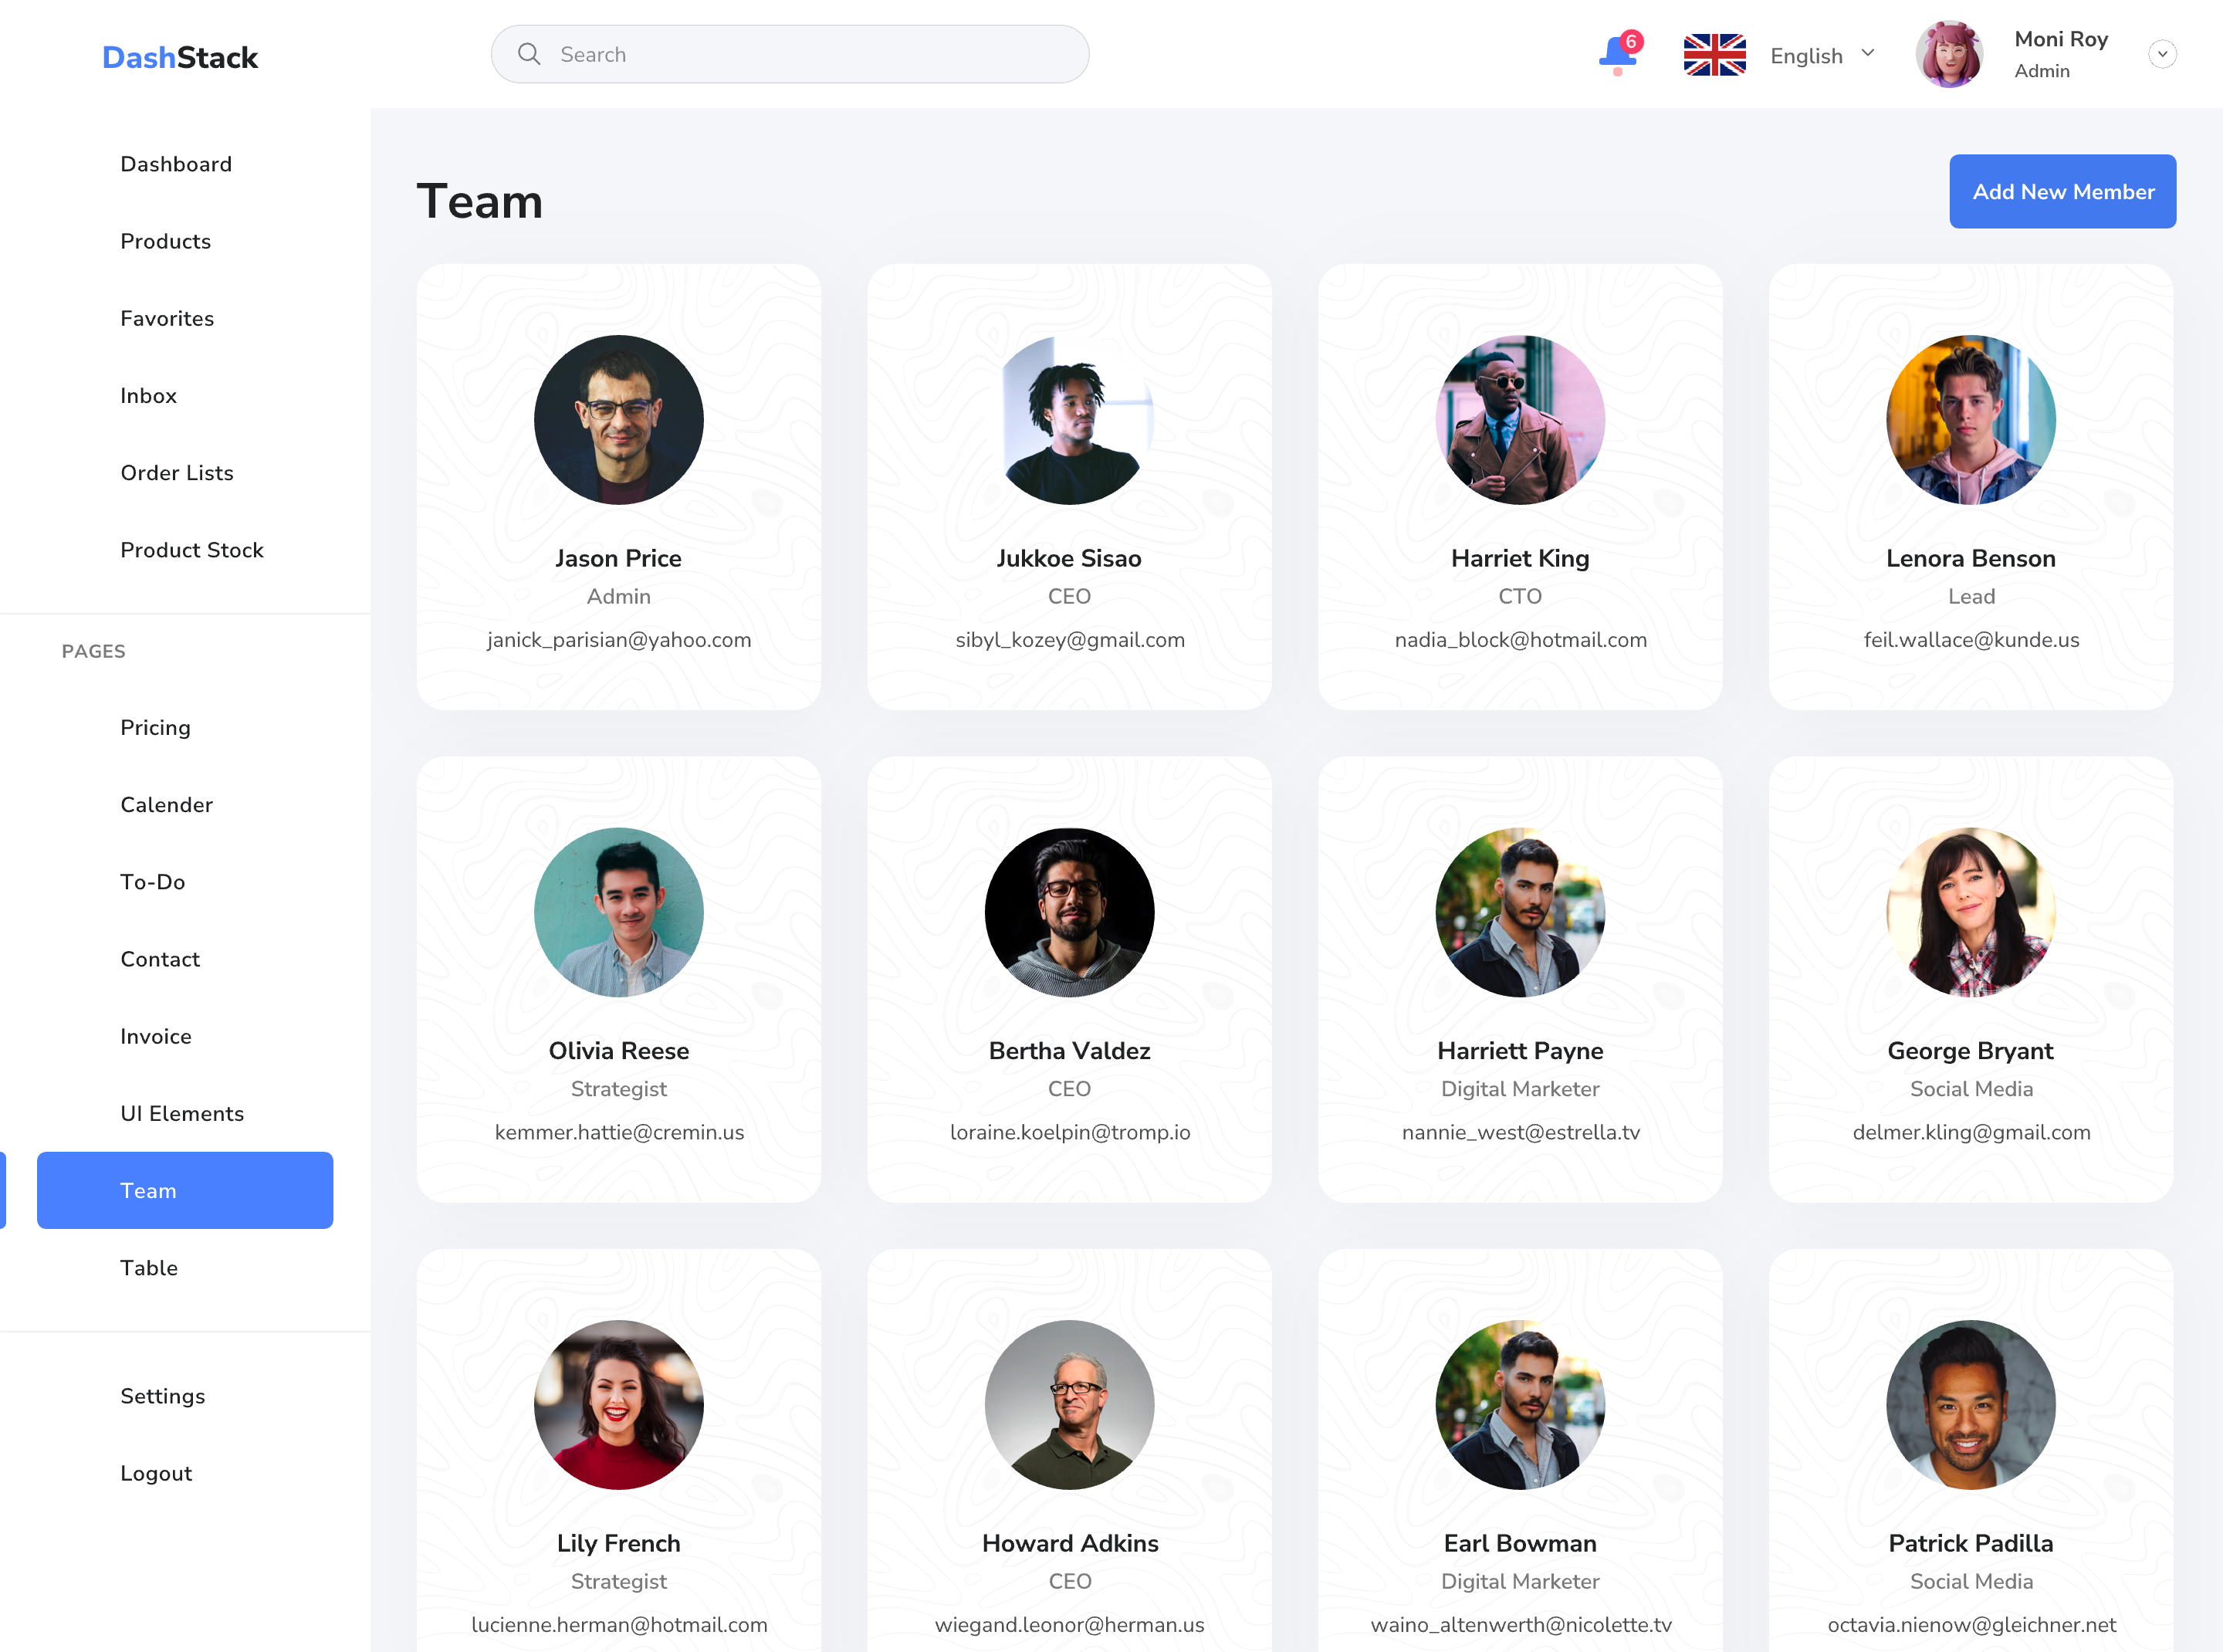 DashStack
Search
6
English
Moni Roy
Admin
Dashboard
Products
Favorites
Inbox
Order Lists
Product Stock
PAGES
Pricing
Calender
To-Do
Contact
Invoice
UI Elements
Team
Table
Settings
Logout
Team
Add New Member
Jason Price
Admin
janick_parisian@yahoo.com
Jukkoe Sisao
CEO
sibyl_kozey@gmail.com
Harriet King
CTO
nadia_block@hotmail.com
Lenora Benson
Lead
feil.wallace@kunde.us
Olivia Reese
Strategist
kemmer.hattie@cremin.us
Bertha Valdez
CEO
loraine.koelpin@tromp.io
Harriett Payne
Digital Marketer
nannie_west@estrella.tv
George Bryant
Social Media
delmer.kling@gmail.com
Lily French
Strategist
lucienne.herman@hotmail.com
Howard Adkins
CEO
wiegand.leonor@herman.us
Earl Bowman
Digital Marketer
waino_altenwerth@nicolette.tv
Patrick Padilla
Social Media
octavia.nienow@gleichner.net